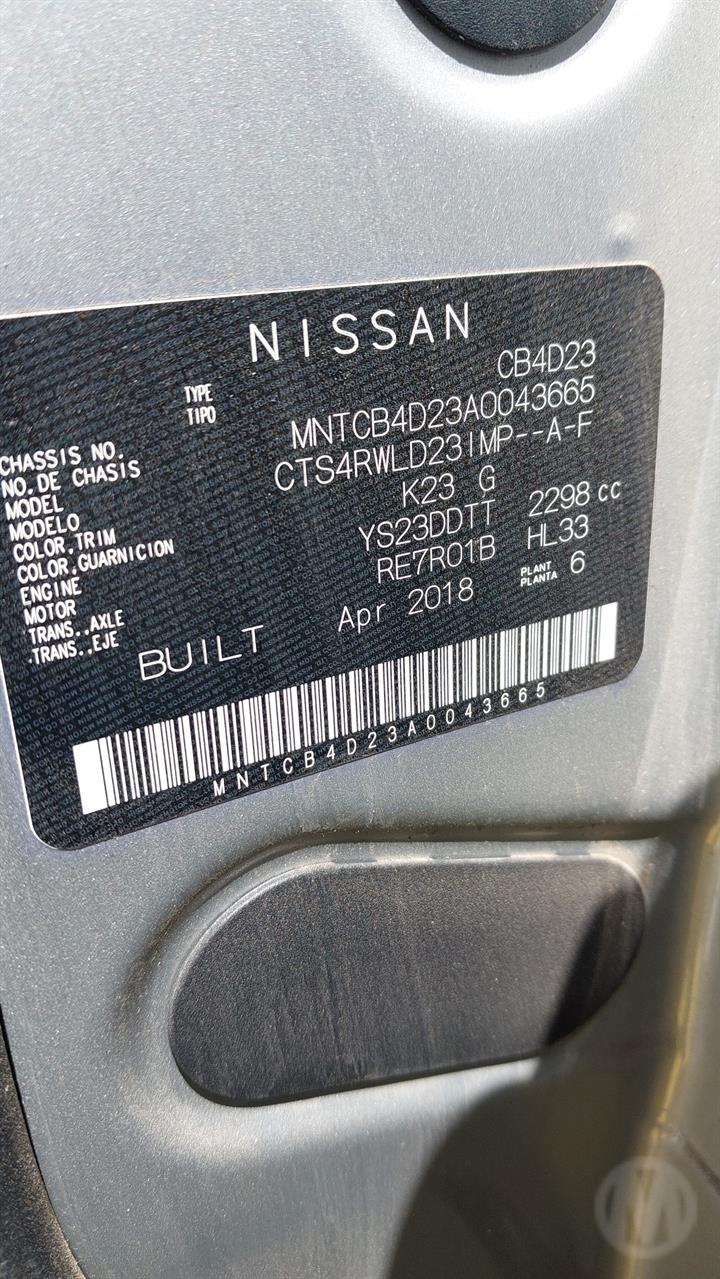 NISSAN
TYPE CB4D23
TIPO
CHASSIS NO. MNTCB4D23A0043665
NO. DE CHASIS
MODEL CTS4RWLD23IMP--A-F
MODELO
COLOR,TRIM K23 G
COLOR,GUARNICION
ENGINE YS23DDTT 2298 cc
MOTOR
TRANS.,AXLE RE7R01B HL33
TRANS.,EJE
PLANT 6
PLANTA
BUILT Apr 2018
MNTCB4D23A0043665
M